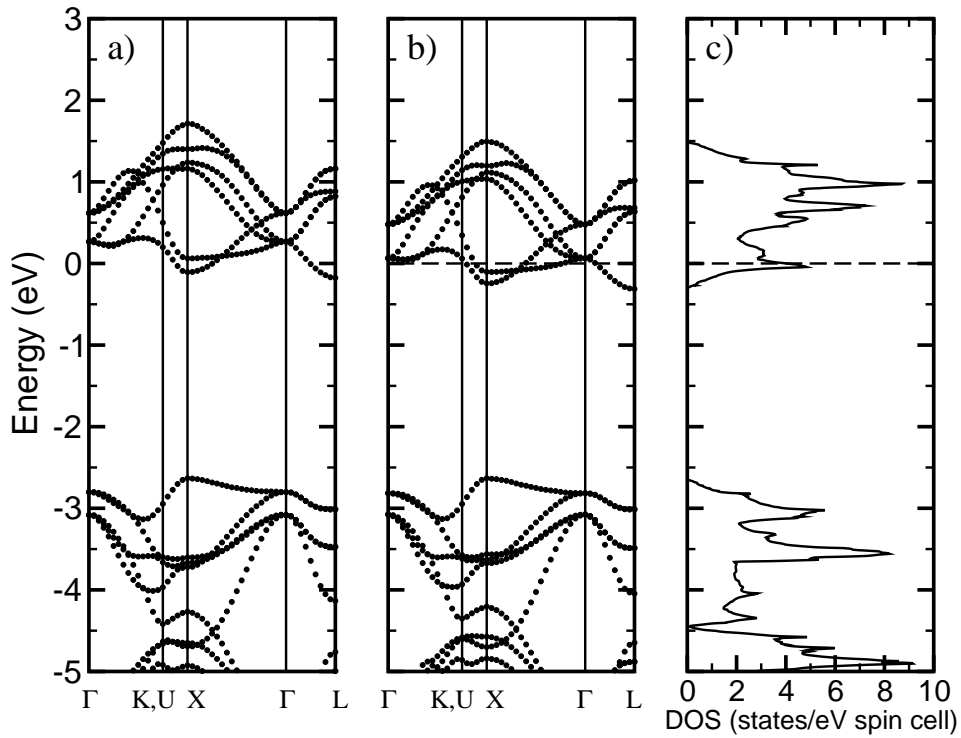 a) b) c)
3
2
1
0
-1
-2
-3
-4
-5
Energy (eV)
Γ K,U X Γ L
Γ K,U X Γ L
0 2 4 6 8 10
DOS (states/eV spin cell)